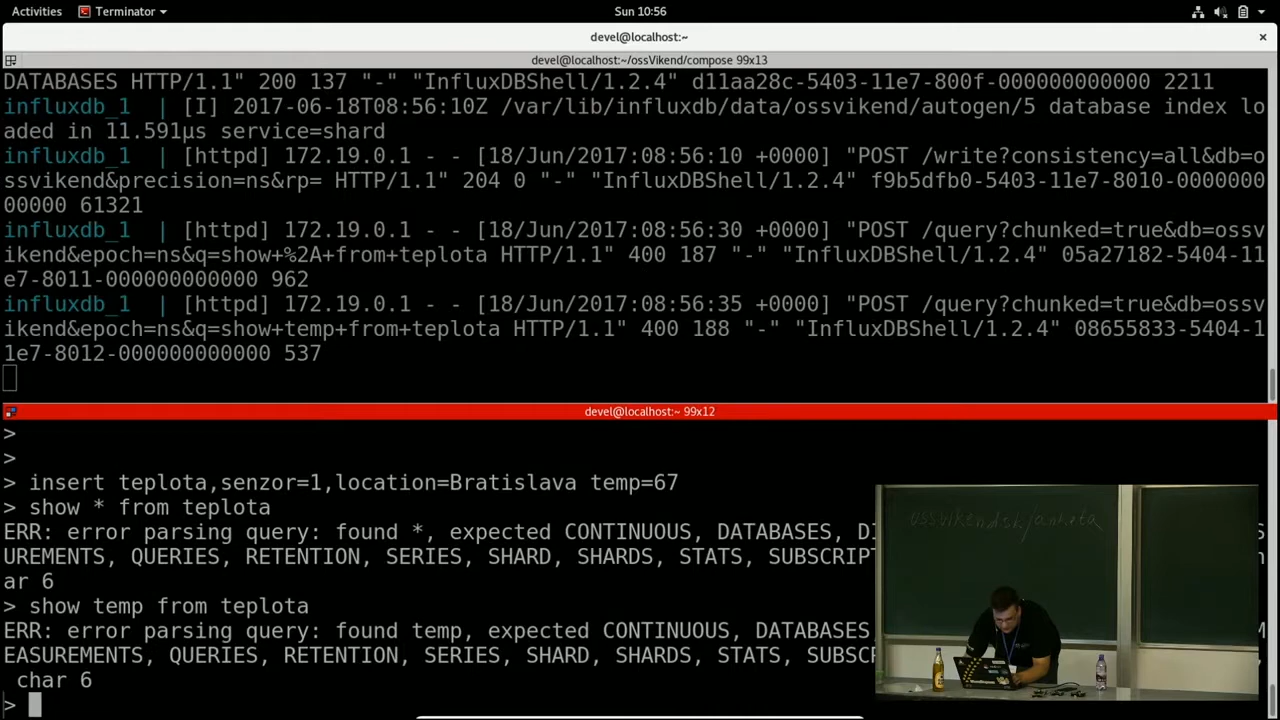 Activities Terminator Sun 10:56
devel@localhost:~
devel@localhost:~/ossVikend/compose 99x13
DATABASES HTTP/1.1" 200 137 "-" "InfluxDBShell/1.2.4" d11aa28c-5403-11e7-800f-000000000000 2211
influxdb_1 | [I] 2017-06-18T08:56:10Z /var/lib/influxdb/data/ossvikend/autogen/5 database index lo
aded in 11.591µs service=shard
influxdb_1 | [httpd] 172.19.0.1 - - [18/Jun/2017:08:56:10 +0000] "POST /write?consistency=all&db=o
ssvikend&precision=ns&rp= HTTP/1.1" 204 0 "-" "InfluxDBShell/1.2.4" f9b5dfb0-5403-11e7-8010-0000000
00000 61321
influxdb_1 | [httpd] 172.19.0.1 - - [18/Jun/2017:08:56:30 +0000] "POST /query?chunked=true&db=ossv
ikend&epoch=ns&q=show+%2A+from+teplota HTTP/1.1" 400 187 "-" "InfluxDBShell/1.2.4" 05a27182-5404-11
e7-8011-000000000000 962
influxdb_1 | [httpd] 172.19.0.1 - - [18/Jun/2017:08:56:35 +0000] "POST /query?chunked=true&db=ossv
ikend&epoch=ns&q=show+temp+from+teplota HTTP/1.1" 400 188 "-" "InfluxDBShell/1.2.4" 08655833-5404-1
1e7-8012-000000000000 537
devel@localhost:~ 99x12
>
>
> insert teplota,senzor=1,location=Bratislava temp=67
> show * from teplota
ERR: error parsing query: found *, expected CONTINUOUS, DATABASES, DI
UREMENTS, QUERIES, RETENTION, SERIES, SHARD, SHARDS, STATS, SUBSCRIPT
ar 6
> show temp from teplota
ERR: error parsing query: found temp, expected CONTINUOUS, DATABASES,
EASUREMENTS, QUERIES, RETENTION, SERIES, SHARD, SHARDS, STATS, SUBSC
char 6
>
ossvikend.sk/anketa